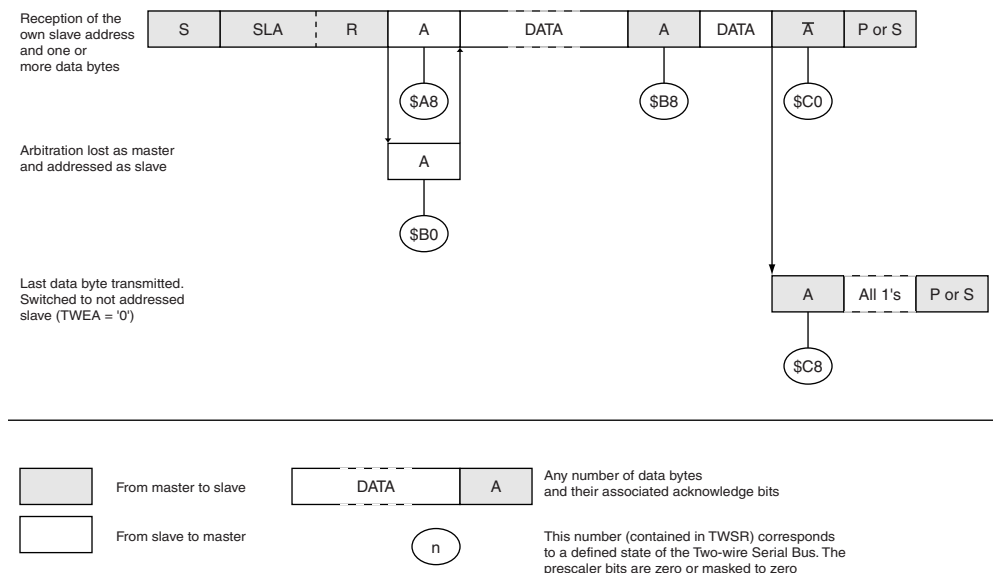 Reception of the
own slave address
and one or
more data bytes
S SLA R A DATA A DATA A̅ P or S
$A8 $B8 $C0
Arbitration lost as master
and addressed as slave
A
$B0
Last data byte transmitted.
Switched to not addressed
slave (TWEA = '0')
A All 1's P or S
$C8
From master to slave
DATA A
Any number of data bytes
and their associated acknowledge bits
From slave to master
n
This number (contained in TWSR) corresponds
to a defined state of the Two-wire Serial Bus. The
prescaler bits are zero or masked to zero